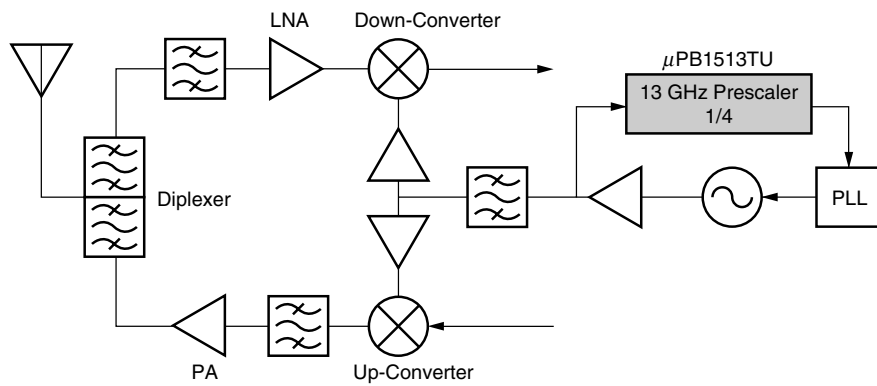 LNA
Down-Converter
μPB1513TU
13 GHz Prescaler
1/4
Diplexer
PLL
PA
Up-Converter